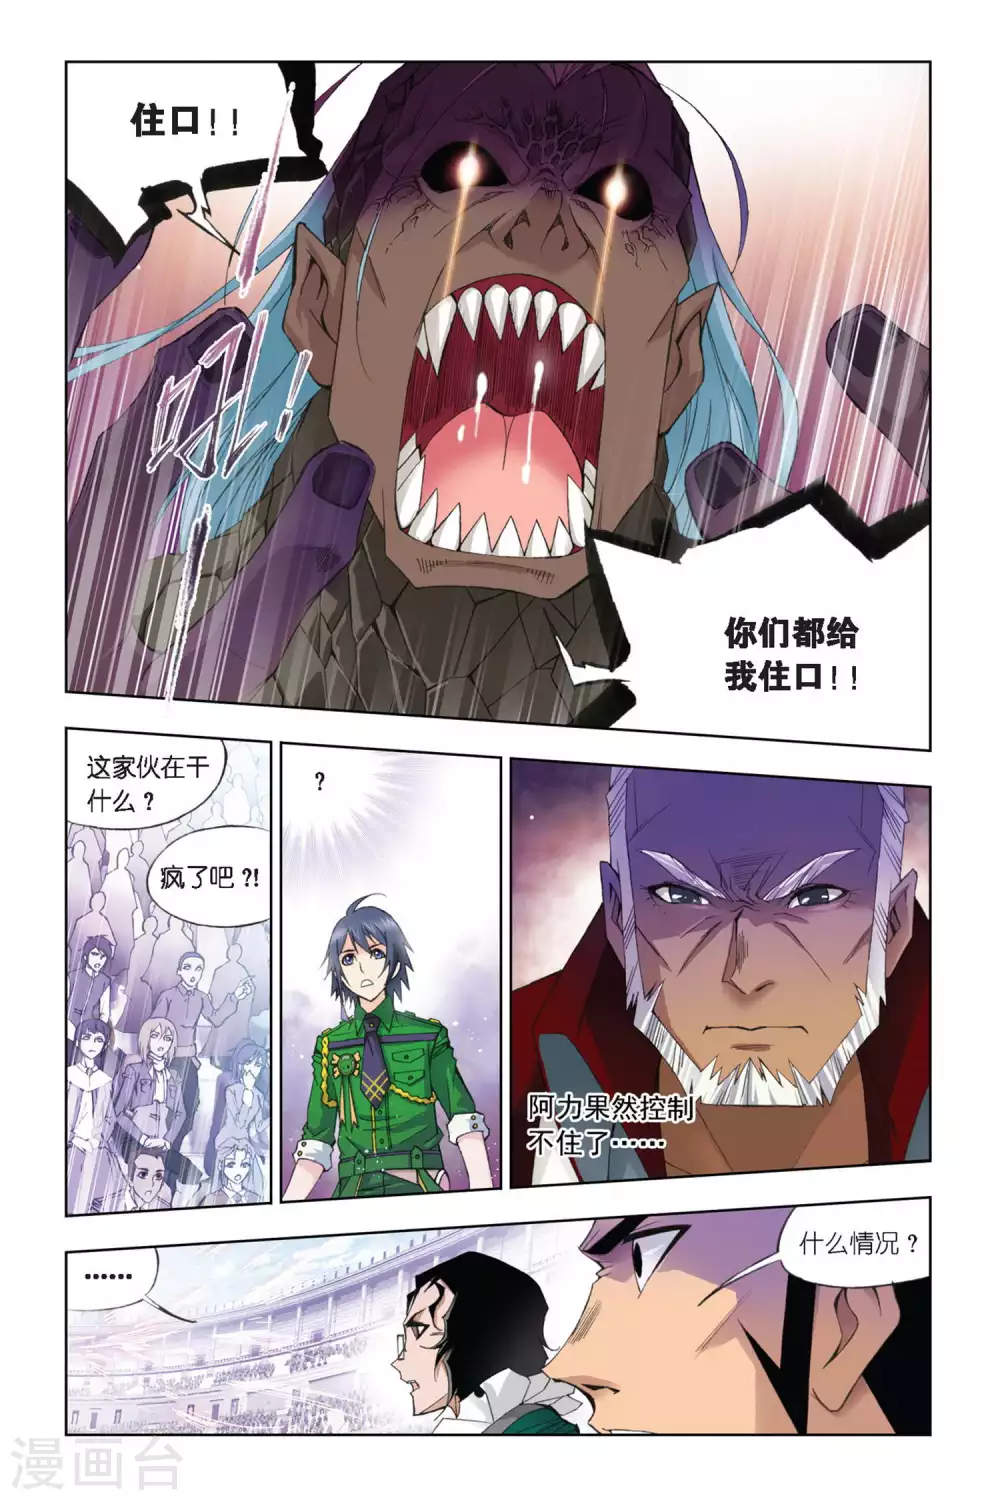 住口！！
吼！
你们都给
我住口！！
这家伙在干
什么？
疯了吧?!
？
阿力果然控制
不住了……
……
什么情况？
漫画台